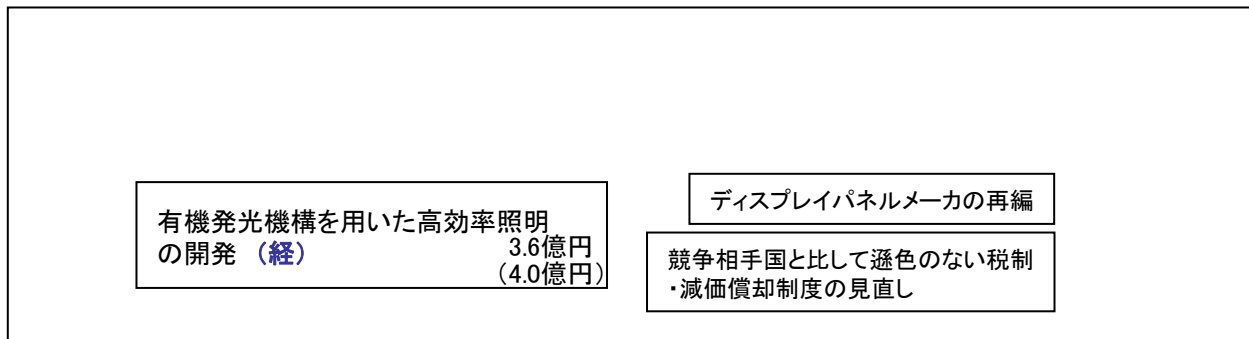 有機発光機構を用いた高効率照明
の開発 (経) 3.6億円
(4.0億円)
ディスプレイパネルメーカの再編
競争相手国と比して遜色のない税制
・減価償却制度の見直し